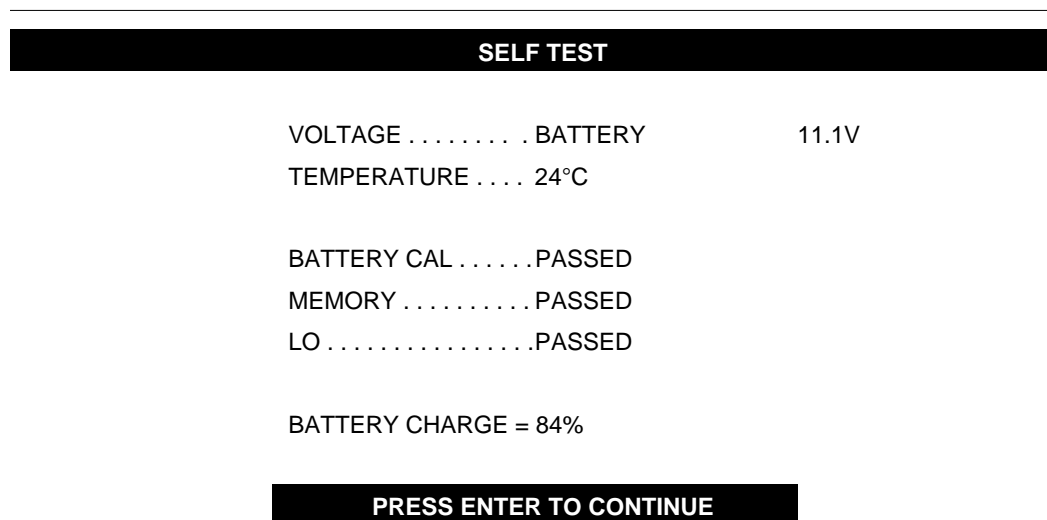 SELF TEST
VOLTAGE . . . . . . . . . BATTERY 11.1V
TEMPERATURE . . . . 24°C
BATTERY CAL . . . . . . PASSED
MEMORY . . . . . . . . . . PASSED
LO . . . . . . . . . . . . . . . .PASSED
BATTERY CHARGE = 84%
PRESS ENTER TO CONTINUE